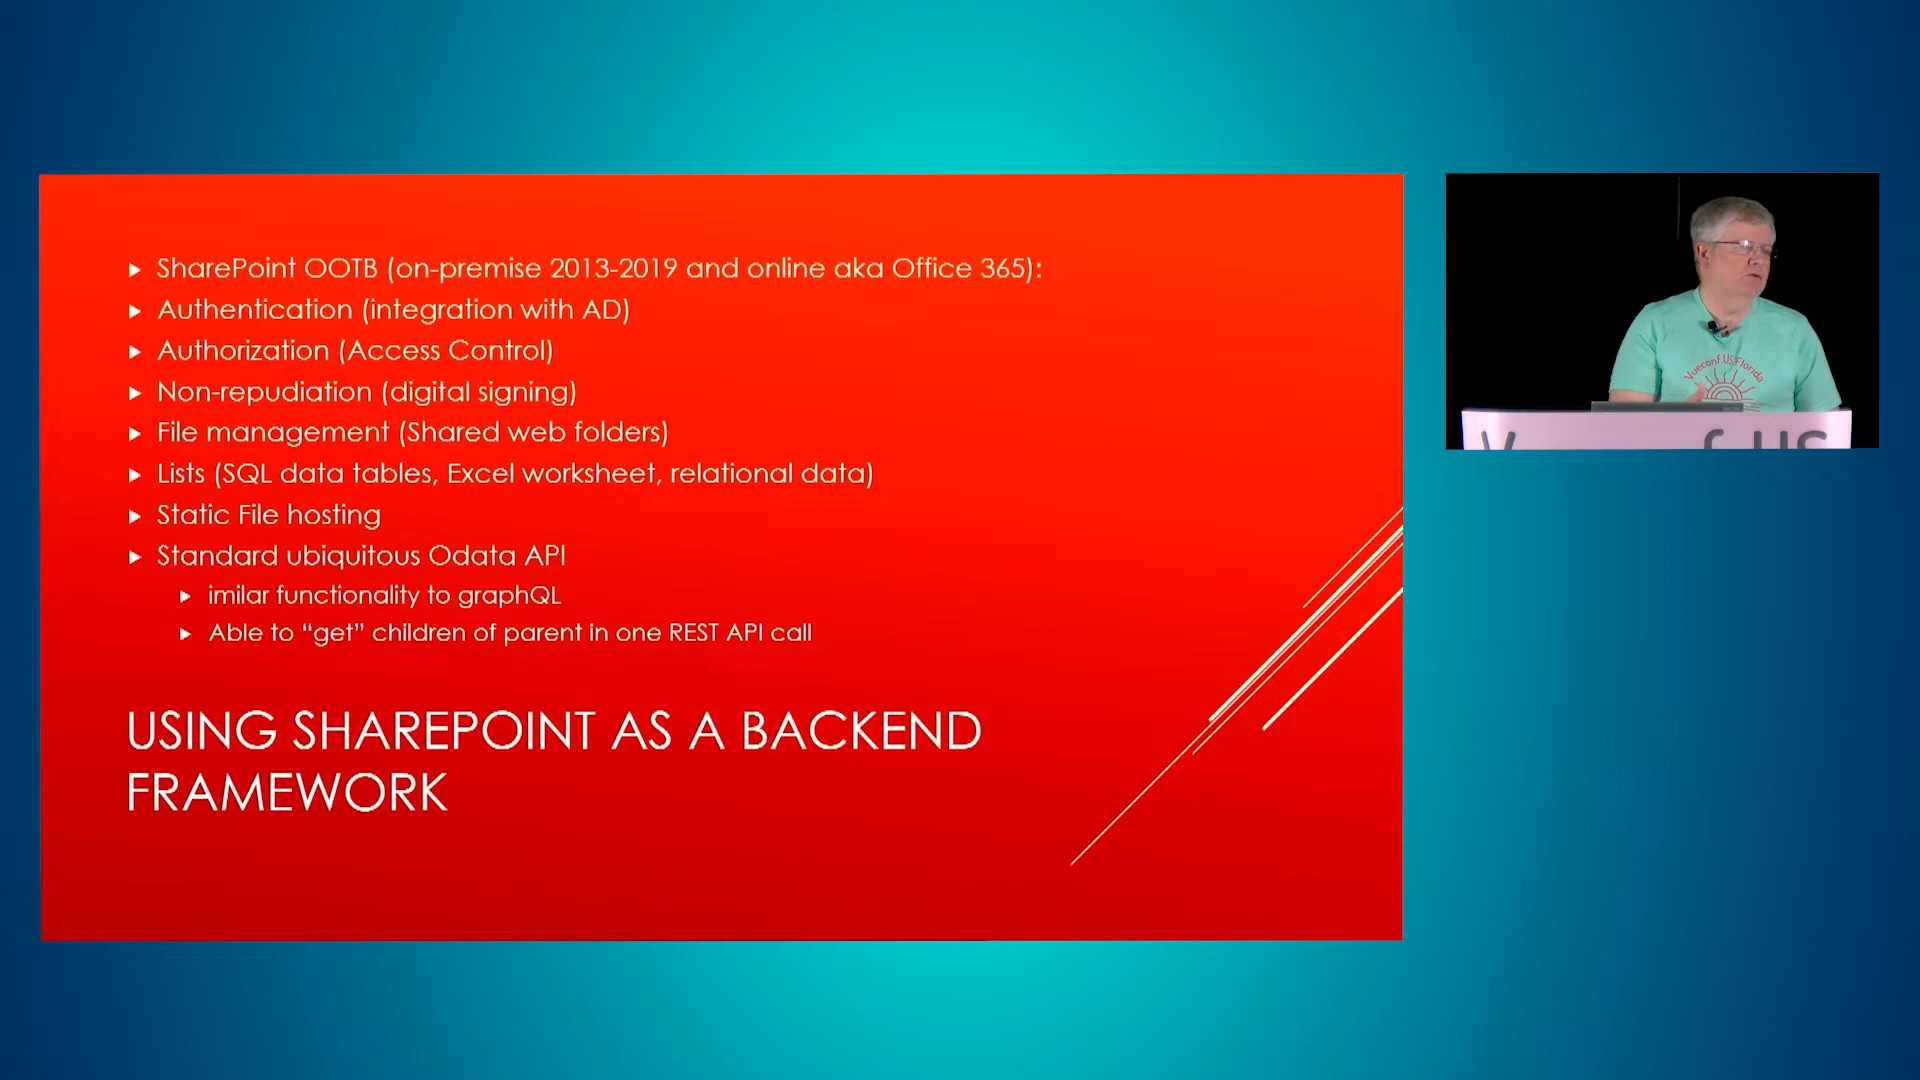 SharePoint OOTB (on-premise 2013-2019 and online aka Office 365):
Authentication (integration with AD)
Authorization (Access Control)
Non-repudiation (digital signing)
File management (Shared web folders)
Lists (SQL data tables, Excel worksheet, relational data)
Static File hosting
Standard ubiquitous Odata API
imilar functionality to graphQL
Able to “get” children of parent in one REST API call
USING SHAREPOINT AS A BACKEND
FRAMEWORK
Vueconf.US Florida